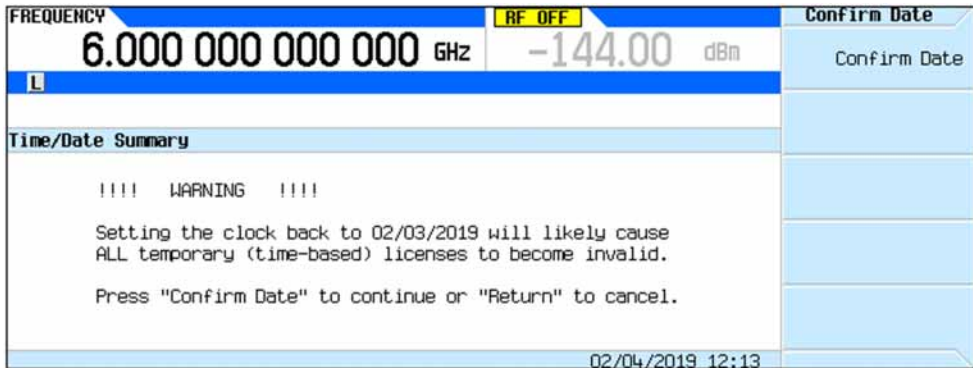 FREQUENCY
6.000 000 000 000 GHz
RF OFF
-144.00 dBm
L
Time/Date Summary
!!!! WARNING !!!!
Setting the clock back to 02/03/2019 will likely cause
ALL temporary (time-based) licenses to become invalid.
Press "Confirm Date" to continue or "Return" to cancel.
02/04/2019 12:13
Confirm Date
Confirm Date